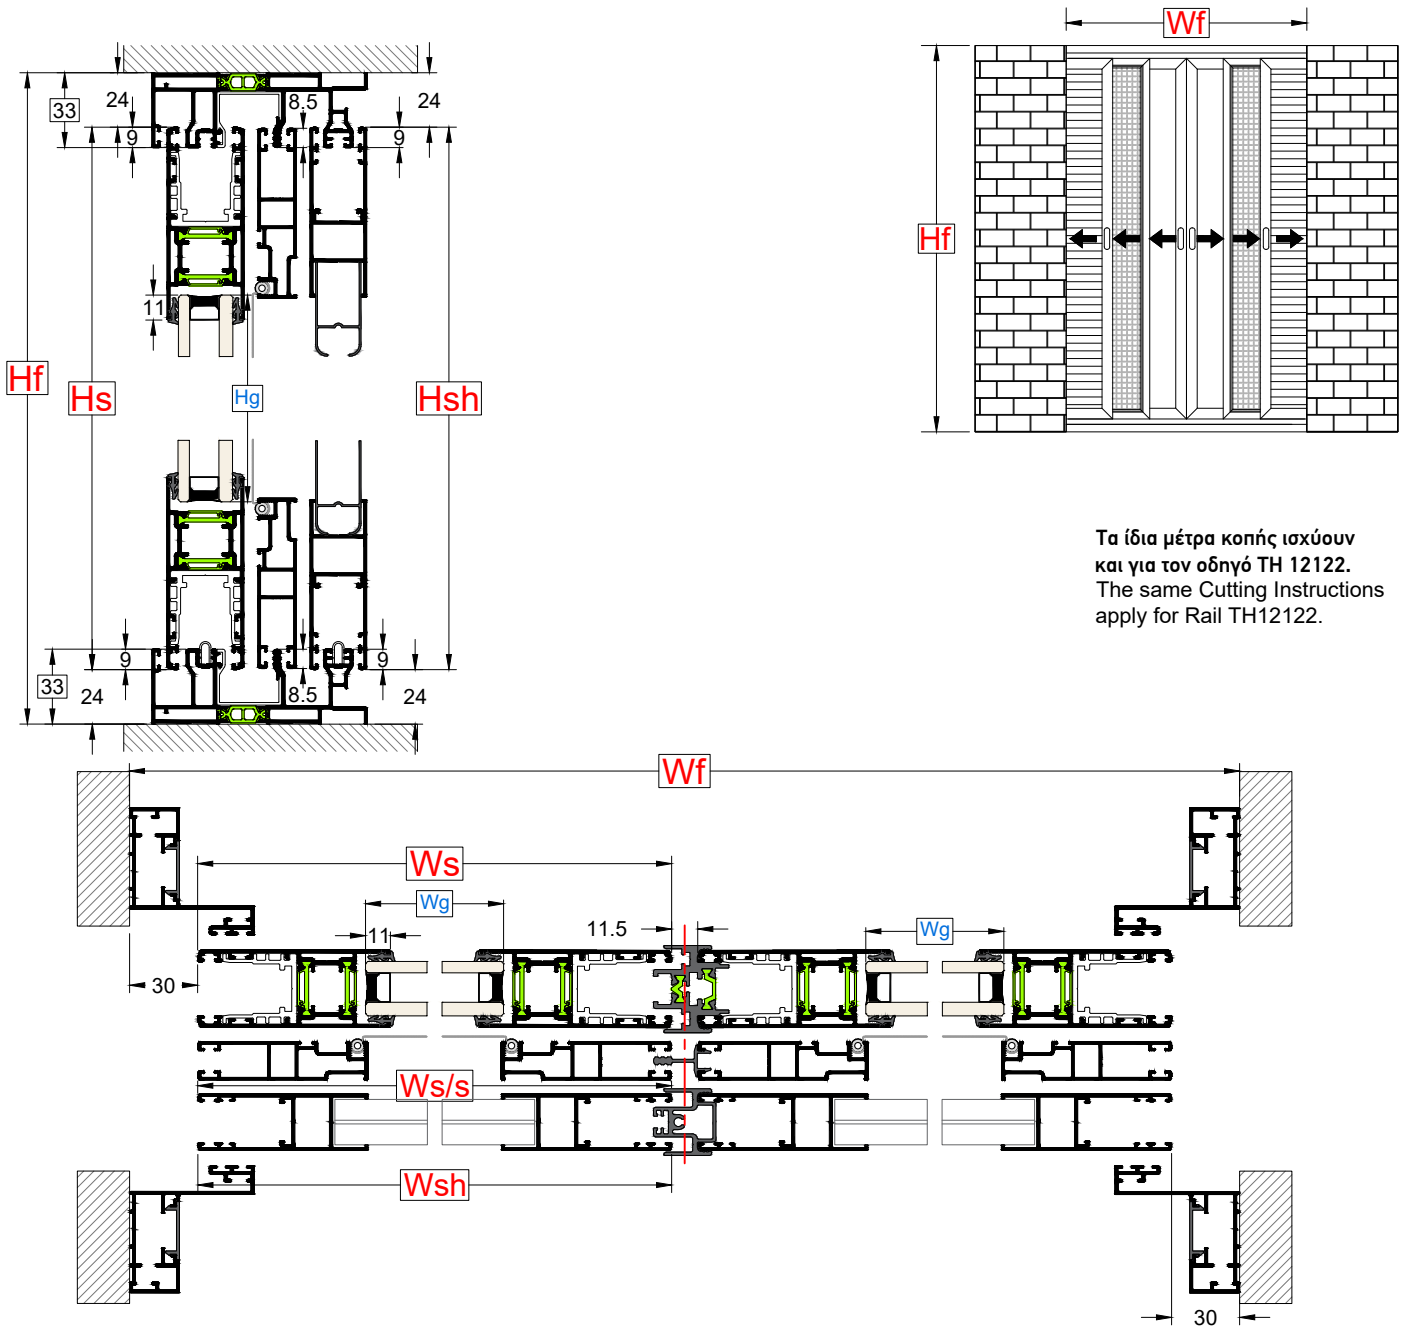 Wf
Hf
24
33
9
8.5
24
9
11
Hf
Hs
Hg
Hsh
Τα ίδια μέτρα κοπής ισχύουν
και για τον οδηγό TH 12122.
The same Cutting Instructions
apply for Rail TH12122.
9
33
24
8.5
9
24
Wf
Ws
Wg
11
11.5
Wg
30
Ws/s
Wsh
30